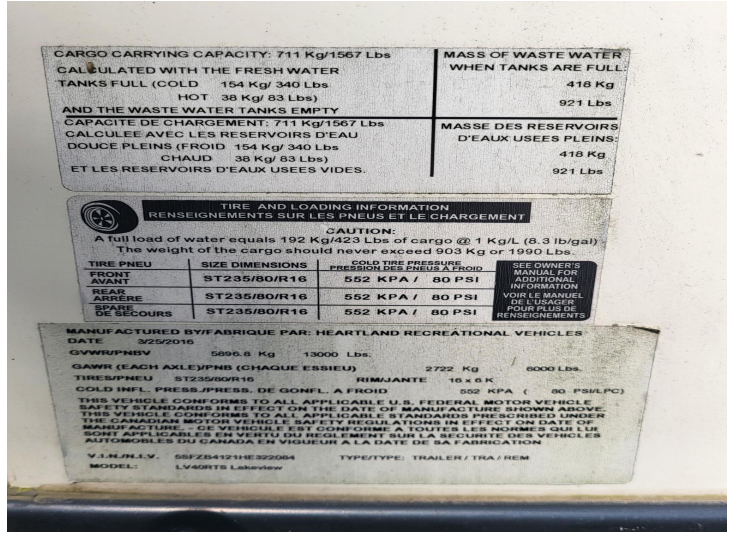 CARGO CARRYING CAPACITY: 711 Kg/1567 Lbs
CALCULATED WITH THE FRESH WATER
TANKS FULL (COLD 154 Kg/ 340 Lbs
HOT 38 Kg/ 83 Lbs)
AND THE WASTE WATER TANKS EMPTY
MASS OF WASTE WATER
WHEN TANKS ARE FULL:
418 Kg
921 Lbs
CAPACITE DE CHARGEMENT: 711 Kg/1567 Lbs
CALCULEE AVEC LES RESERVOIRS D'EAU
DOUCE PLEINS (FROID 154 Kg/ 340 Lbs
CHAUD 38 Kg/ 83 Lbs)
ET LES RESERVOIRS D'EAUX USEES VIDES.
MASSE DES RESERVOIRS
D'EAUX USEES PLEINS:
418 Kg
921 Lbs
TIRE AND LOADING INFORMATION
RENSEIGNEMENTS SUR LES PNEUS ET LE CHARGEMENT
CAUTION:
A full load of water equals 192 Kg/423 Lbs of cargo @ 1 Kg/L (8.3 lb/gal)
The weight of the cargo should never exceed 903 Kg or 1990 Lbs.
TIRE PNEU SIZE DIMENSIONS COLD TIRE PRESSURE
PRESSION DES PNEUS À FROID
FRONT
AVANT ST235/80/R16 552 KPA / 80 PSI
REAR
ARRÈRE ST235/80/R16 552 KPA / 80 PSI
SPARE
DE SECOURS ST235/80/R16 552 KPA / 80 PSI
SEE OWNER'S
MANUAL FOR
ADDITIONAL
INFORMATION
VOIR LE MANUEL
DE L'USAGER
POUR PLUS DE
RENSEIGNEMENTS
MANUFACTURED BY/FABRIQUE PAR: HEARTLAND RECREATIONAL VEHICLES
DATE 3/25/2016
GVWR/PNBV 5896.8 Kg 13000 Lbs.
GAWR (EACH AXLE)/PNB (CHAQUE ESSIEU) 2722 Kg 6000 Lbs.
TIRES/PNEU ST235/80/R16 RIM/JANTE 16 x 6 K
COLD INFL. PRESS./PRESS. DE GONFL. A FROID 552 KPA ( 80 PSI/LPC)
THIS VEHICLE CONFORMS TO ALL APPLICABLE U.S. FEDERAL MOTOR VEHICLE
SAFETY STANDARDS IN EFFECT ON THE DATE OF MANUFACTURE SHOWN ABOVE.
THIS VEHICLE CONFORMS TO ALL APPLICABLE STANDARDS PRESCRIBED UNDER
THE CANADIAN MOTOR VEHICLE SAFETY REGULATIONS IN EFFECT ON DATE OF
MANUFACTURE. - CE VEHICULE EST CONFORME A TOUTES LES NORMES QUI LUI
SONT APPLICABLES EN VERTU DU REGLEMENT SUR LA SECURITE DES VEHICLES
AUTOMOBILES DU CANADA EN VIGUEUR A LA DATE DE SA FABRICATION
V.I.N./N.I.V. 5SFZB4121HE322084 TYPE/TYPE: TRAILER / TRA / REM
MODEL: LV40RTS Lakeview